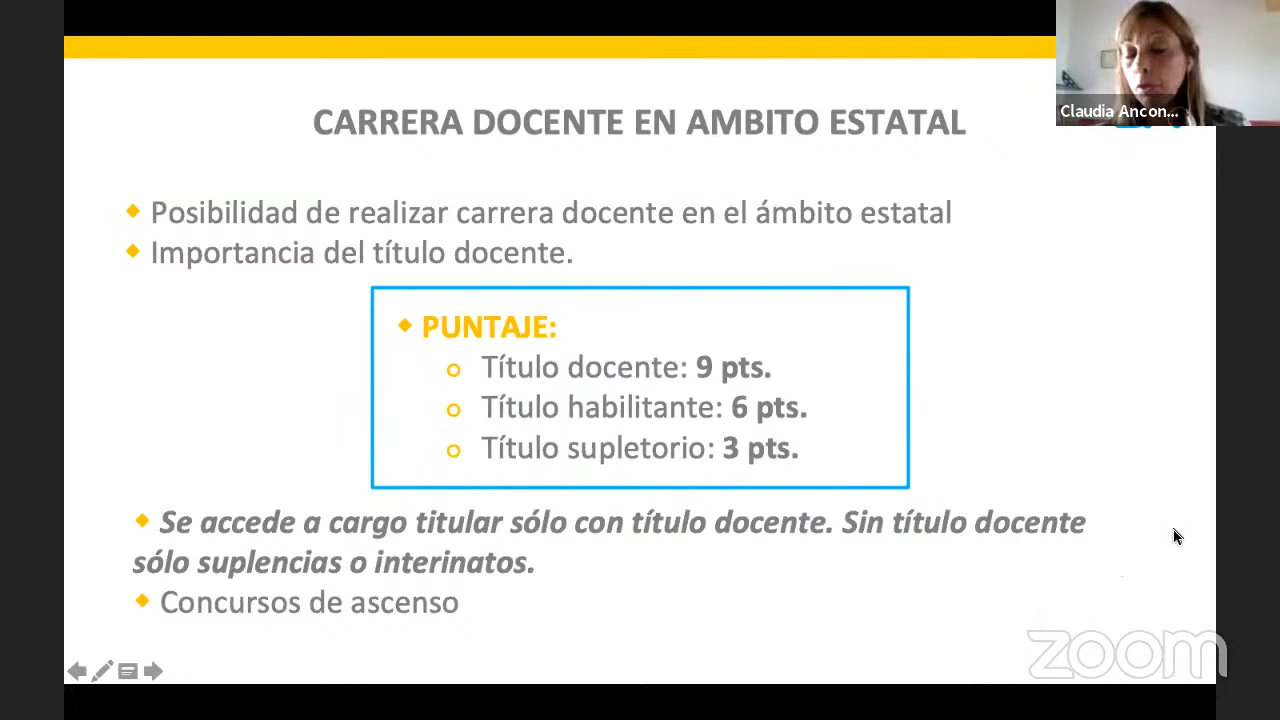 CARRERA DOCENTE EN AMBITO ESTATAL
Claudia Ancon...
Posibilidad de realizar carrera docente en el ámbito estatal
Importancia del título docente.
PUNTAJE:
Título docente: 9 pts.
Título habilitante: 6 pts.
Título supletorio: 3 pts.
Se accede a cargo titular sólo con título docente. Sin título docente
sólo suplencias o interinatos.
Concursos de ascenso
zoom